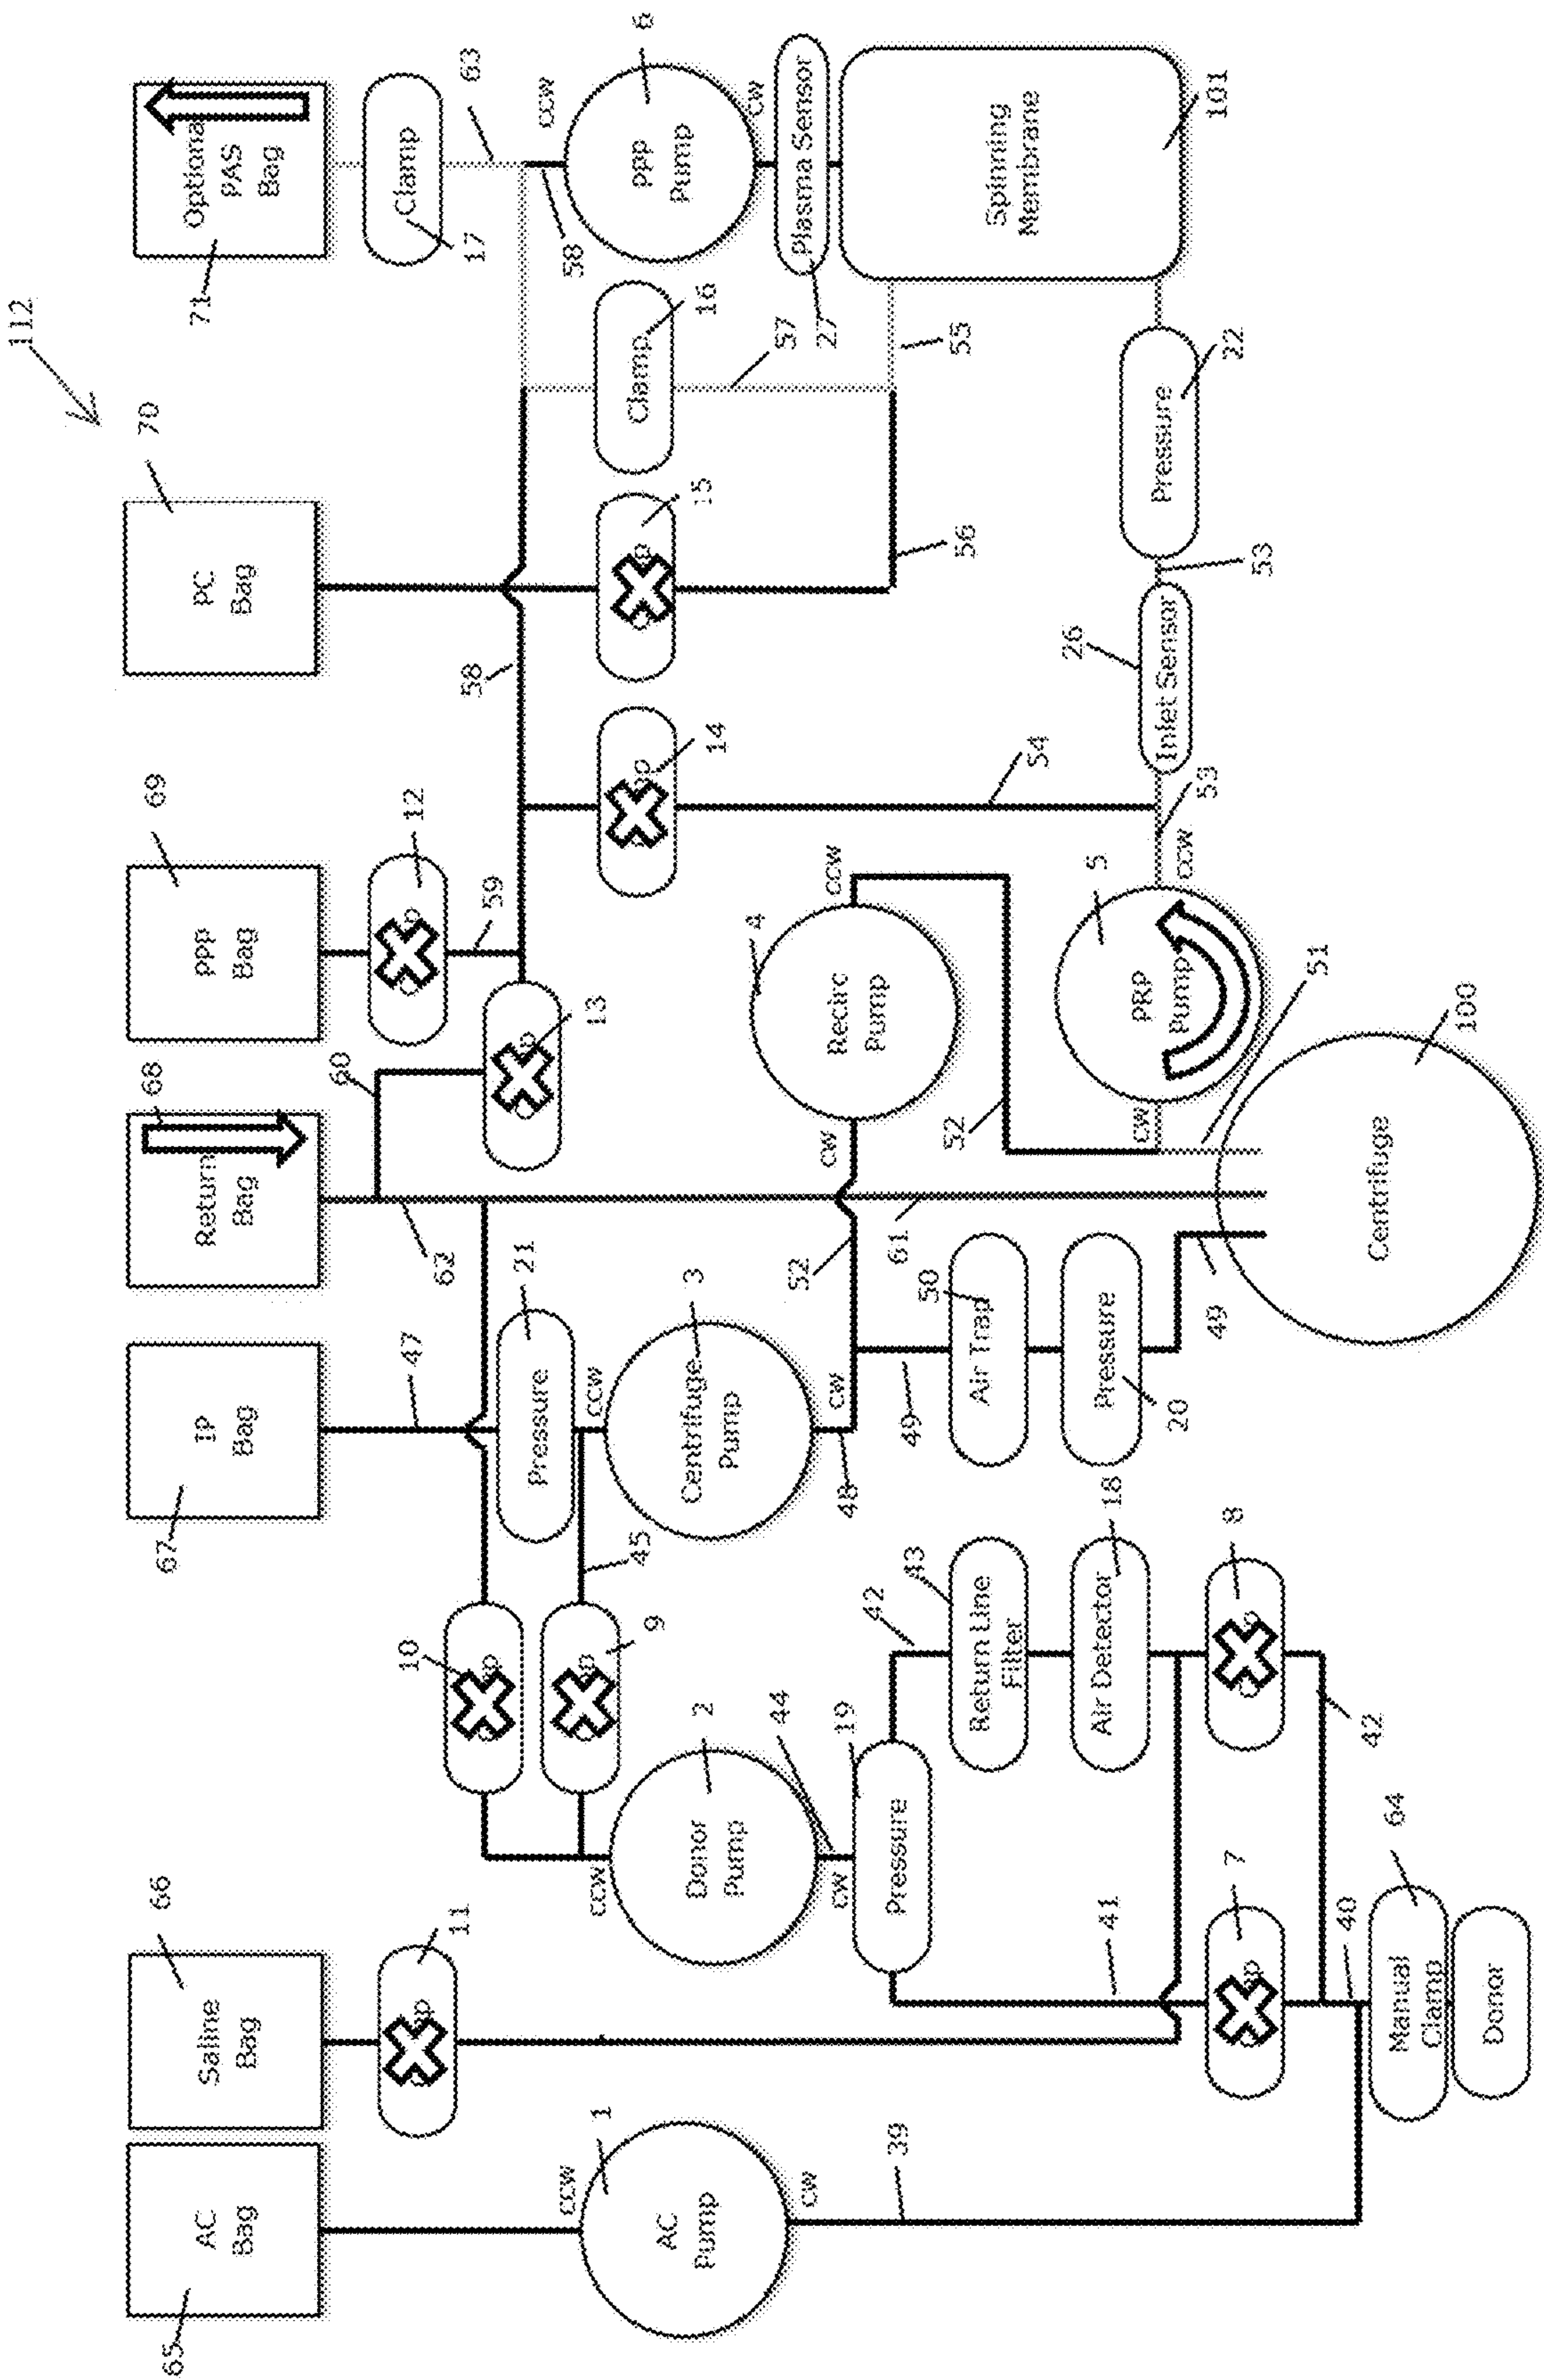 112
AC
Bag
65
Saline
Bag
66
IP
Bag
67
Return
Bag
68
PPP
Bag
69
PC
Bag
70
Optional
PAS
Bag
71
11
10
9
47
62
60
12
59
13
58
Clamp
17
63
Pressure
21
45
14
15
Clamp
16
57
58
ccw
AC
Pump
1
cw
39
ccw
Donor
Pump
2
cw
44
ccw
Centrifuge
Pump
3
cw
48
cw
Recirc
Pump
4
ccw
52
52
ccw
PPP
Pump
6
cw
Plasma Sensor
27
Pressure
19
42
41
Return Line
Filter
43
Air Detector
18
49
Air Trap
50
Pressure
20
49
61
54
56
55
Spinning
Membrane
101
cw
PRP
Pump
5
ccw
53
Inlet Sensor
26
53
Pressure
22
7
8
42
40
51
Centrifuge
100
Manual
Clamp
64
Donor